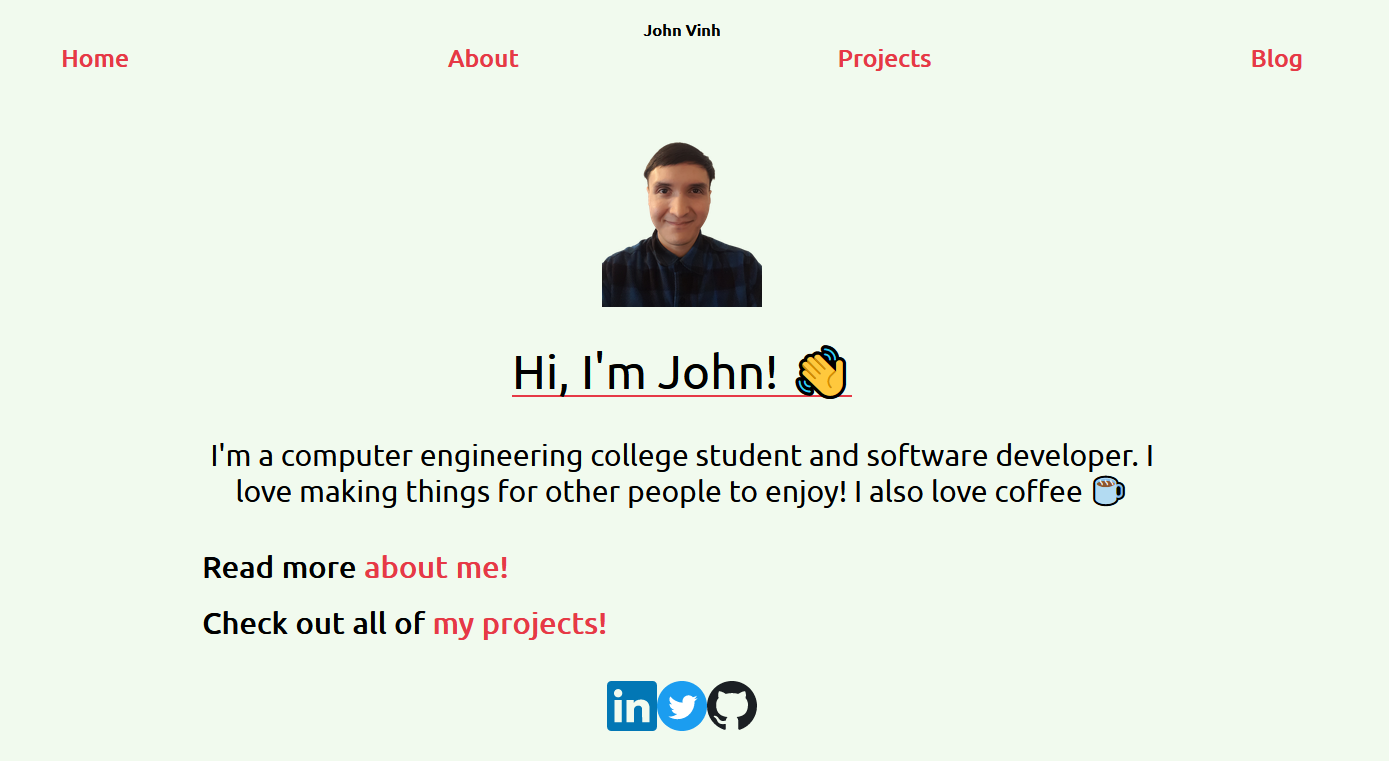 John Vinh
Home About Projects Blog
Hi, I'm John! 👋
I'm a computer engineering college student and software developer. I
love making things for other people to enjoy! I also love coffee ☕
Read more about me!
Check out all of my projects!
in